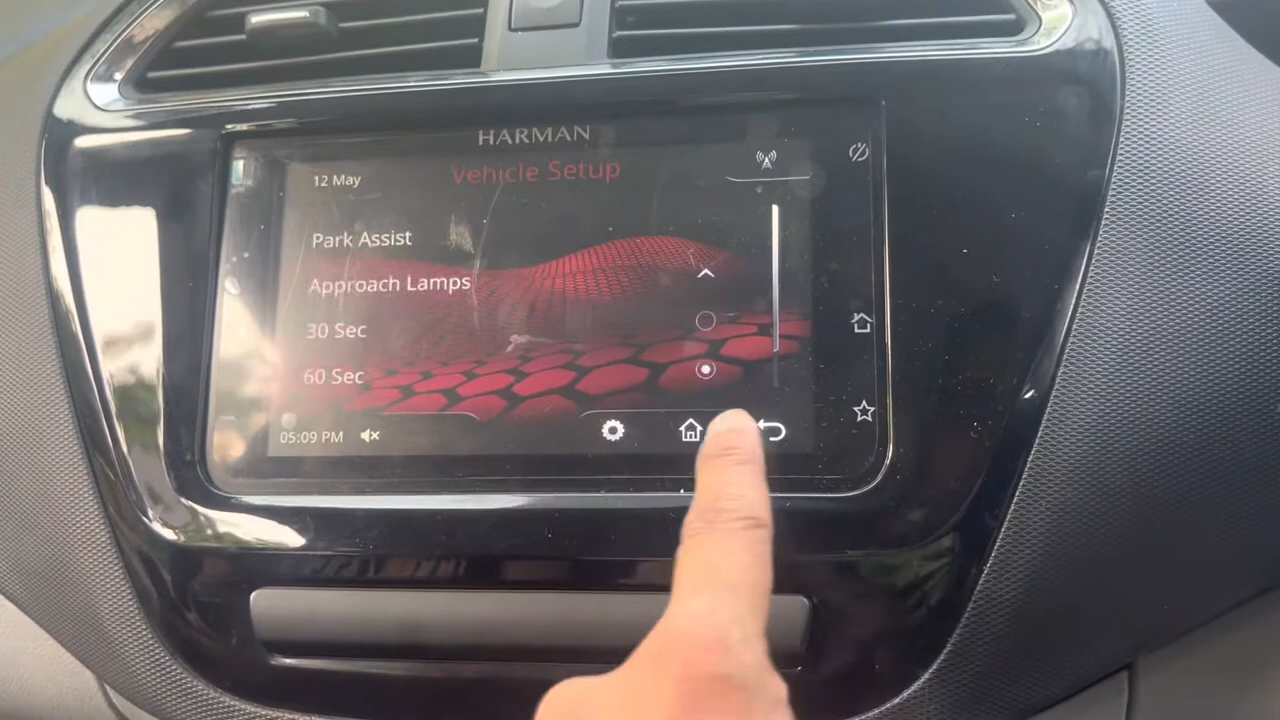 HARMAN
12 May
Vehicle Setup
Park Assist
Approach Lamps
30 Sec
60 Sec
05:09 PM